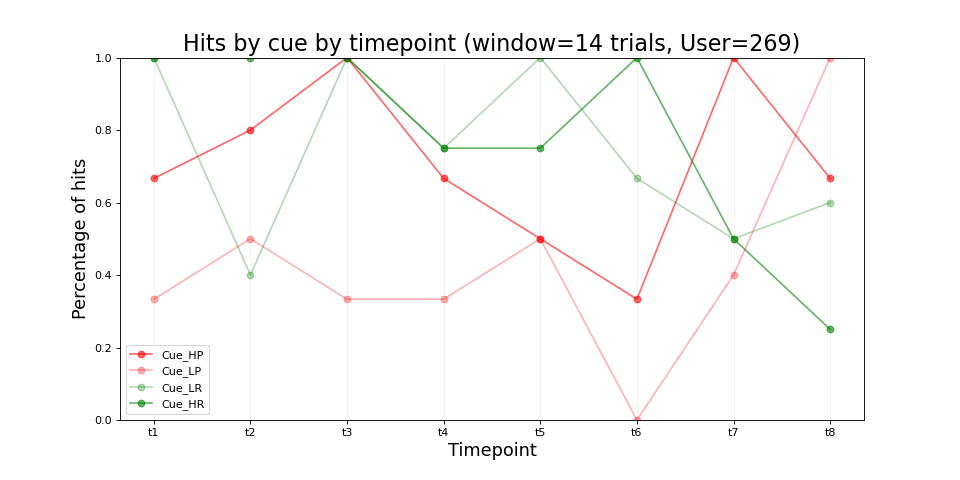 Hits by cue by timepoint (window=14 trials, User=269)
Percentage of hits
1.0
0.8
0.6
0.4
0.2
0.0
Cue_HP
Cue_LP
Cue_LR
Cue_HR
t1 t2 t3 t4 t5 t6 t7 t8
Timepoint